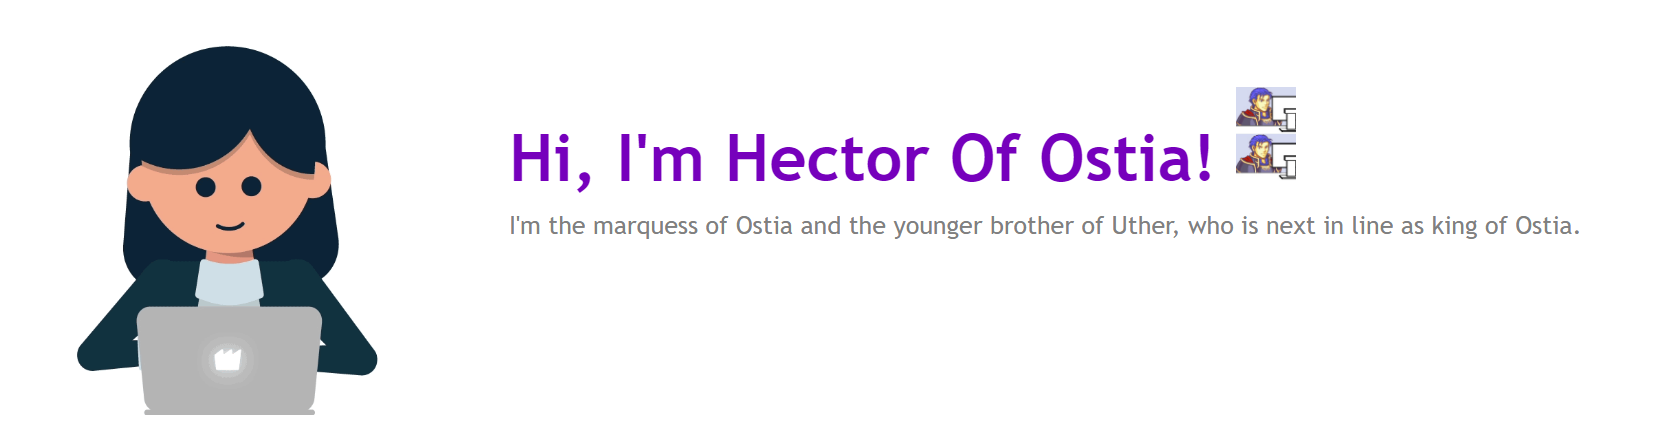 Hi, I'm Hector Of Ostia!
I'm the marquess of Ostia and the younger brother of Uther, who is next in line as king of Ostia.